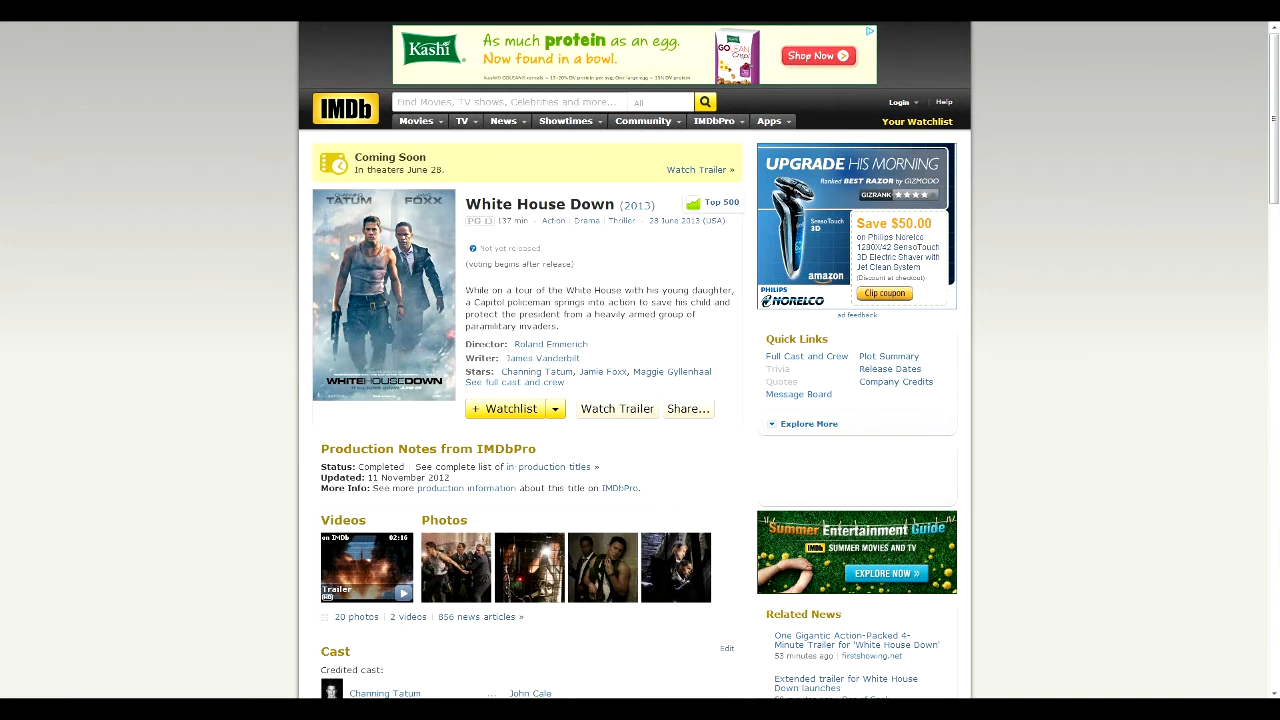 Kashi
As much protein as an egg.
Now found in a bowl.
Shop Now
IMDb
Find Movies, TV shows, Celebrities and more...
All
Login
Help
Movies
TV
News
Showtimes
Community
IMDbPro
Apps
Your Watchlist
Coming Soon
In theaters June 28.
Watch Trailer »
TATUM
FOXX
WHITE HOUSE DOWN
White House Down (2013)
Top 500
PG 13 137 min - Action | Drama | Thriller - 28 June 2013 (USA)
Not yet released
(voting begins after release)
While on a tour of the White House with his young daughter,
a Capitol policeman springs into action to save his child and
protect the president from a heavily armed group of
paramilitary invaders.
Director: Roland Emmerich
Writer: James Vanderbilt
Stars: Channing Tatum, Jamie Foxx, Maggie Gyllenhaal
See full cast and crew
+ Watchlist
Watch Trailer
Share...
Production Notes from IMDbPro
Status: Completed | See complete list of in-production titles »
Updated: 11 November 2012
More Info: See more production information about this title on IMDbPro.
Videos
Photos
on IMDb
02:16
Trailer
20 photos | 2 videos | 856 news articles »
Cast
Edit
Credited cast:
Channing Tatum ... John Cale
UPGRADE HIS MORNING
Ranked BEST RAZOR by GIZMODO
GIZRANK
SensoTouch
3D
amazon
PHILIPS
NORELCO
Save $50.00
on Philips Norelco
1280X/42 SensoTouch
3D Electric Shaver with
Jet Clean System
(Discount at checkout)
Clip coupon
ad feedback
Quick Links
Full Cast and Crew
Plot Summary
Trivia
Release Dates
Quotes
Company Credits
Message Board
Explore More
Summer Entertainment Guide
IMDb SUMMER MOVIES AND TV
EXPLORE NOW »
Related News
One Gigantic Action-Packed 4-
Minute Trailer for 'White House Down'
53 minutes ago | firstshowing.net
Extended trailer for White House
Down launches